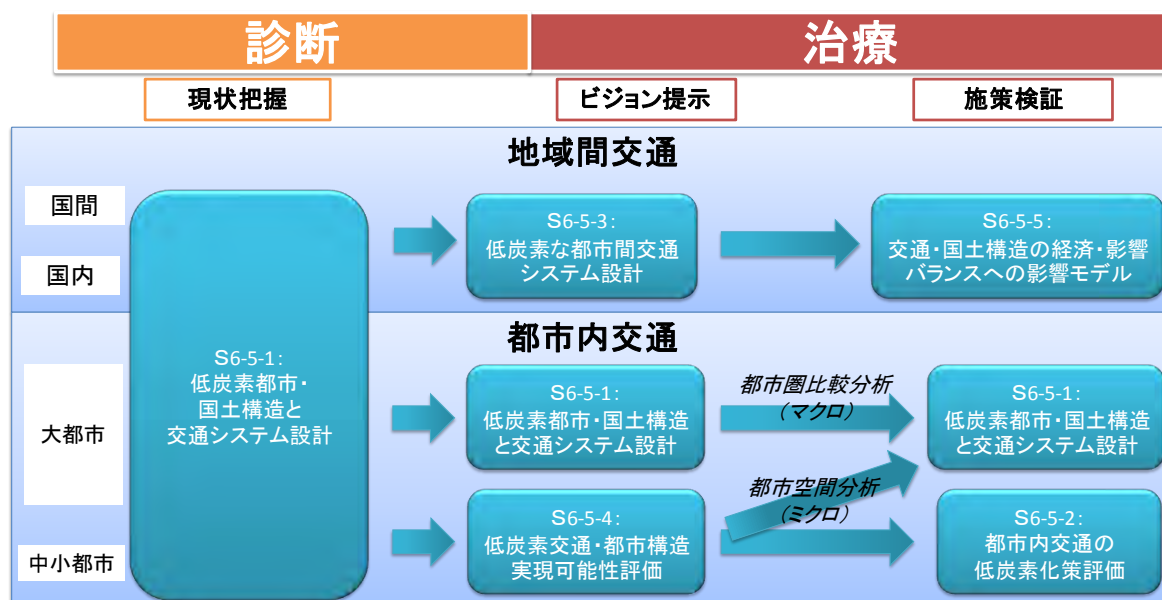 診断
治療
現状把握
ビジョン提示
施策検証
地域間交通
国間
国内
S6-5-3:
低炭素な都市間交通
システム設計
S6-5-5:
交通・国土構造の経済・影響
バランスへの影響モデル
都市内交通
大都市
中小都市
S6-5-1:
低炭素都市・
国土構造と
交通システム設計
S6-5-1:
低炭素都市・国土構造
と交通システム設計
都市圏比較分析
(マクロ)
S6-5-1:
低炭素都市・国土構造
と交通システム設計
S6-5-4:
低炭素交通・都市構造
実現可能性評価
都市空間分析
(ミクロ)
S6-5-2:
都市内交通の
低炭素化策評価